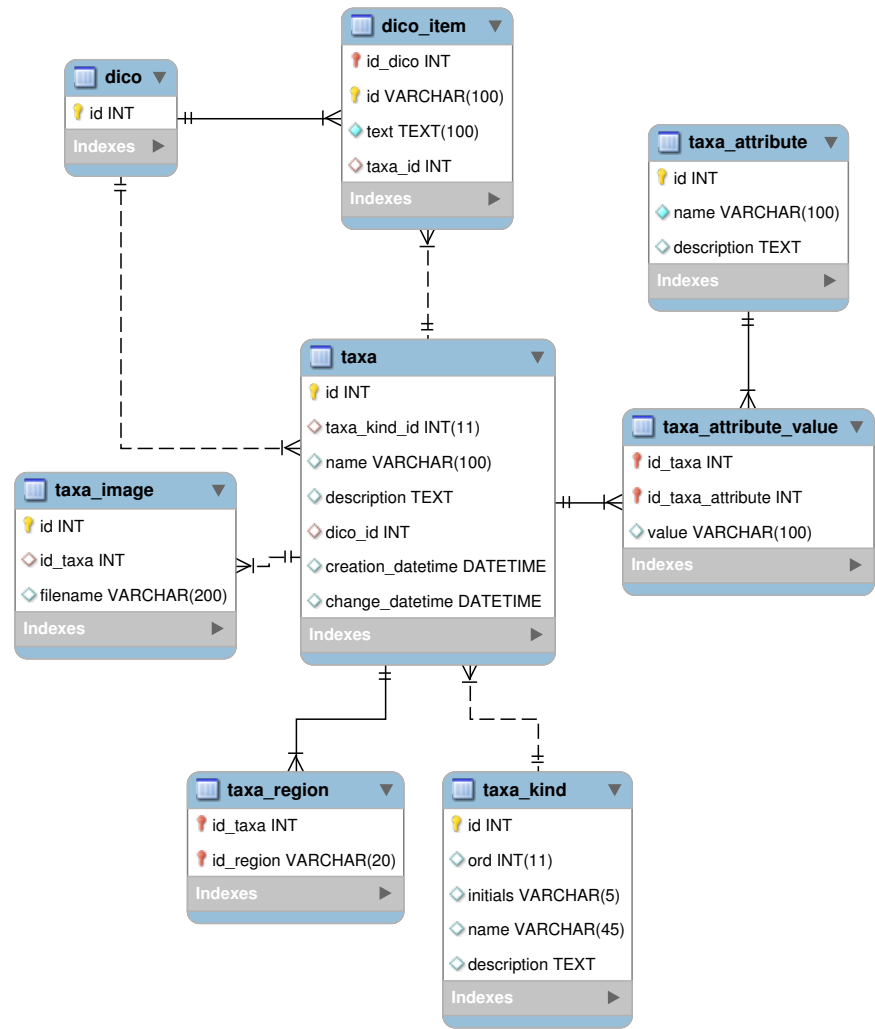 dico_item
id_dico INT
id VARCHAR(100)
text TEXT(100)
taxa_id INT
Indexes
dico
id INT
Indexes
taxa_attribute
id INT
name VARCHAR(100)
description TEXT
Indexes
taxa
id INT
taxa_kind_id INT(11)
name VARCHAR(100)
description TEXT
dico_id INT
creation_datetime DATETIME
change_datetime DATETIME
Indexes
taxa_attribute_value
id_taxa INT
id_taxa_attribute INT
value VARCHAR(100)
Indexes
taxa_image
id INT
id_taxa INT
filename VARCHAR(200)
Indexes
taxa_region
id_taxa INT
id_region VARCHAR(20)
Indexes
taxa_kind
id INT
ord INT(11)
initials VARCHAR(5)
name VARCHAR(45)
description TEXT
Indexes